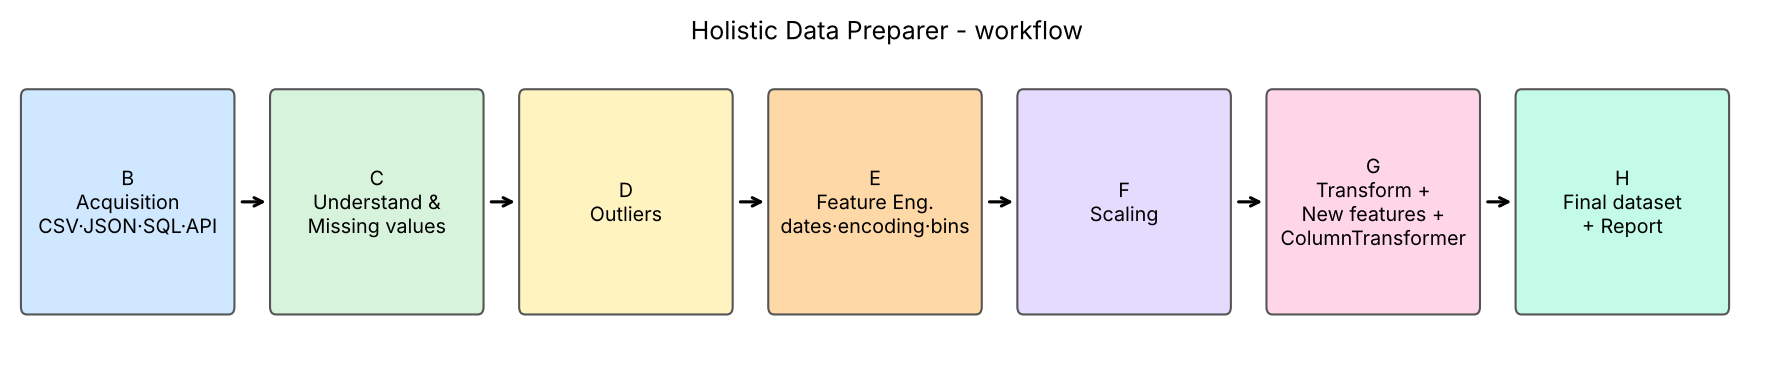 Holistic Data Preparer - workflow
B
Acquisition
CSV·JSON·SQL·API
C
Understand &
Missing values
D
Outliers
E
Feature Eng.
dates·encoding·bins
F
Scaling
G
Transform +
New features +
ColumnTransformer
H
Final dataset
+ Report